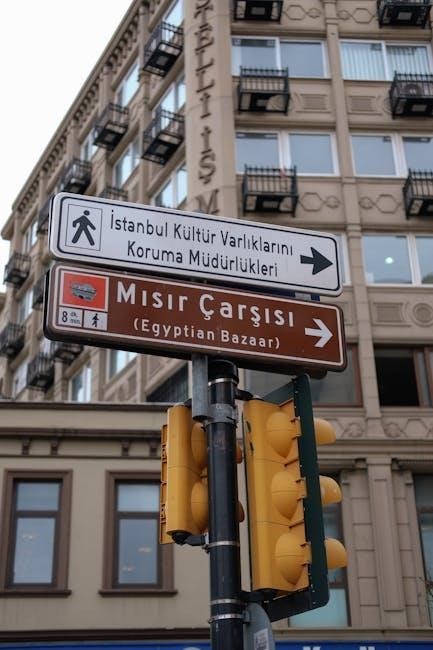 İstanbul Kültür Varlıklarını
Koruma Müdürlükleri
Mısır Çarşısı
(Egyptian Bazaar)
8 dk.